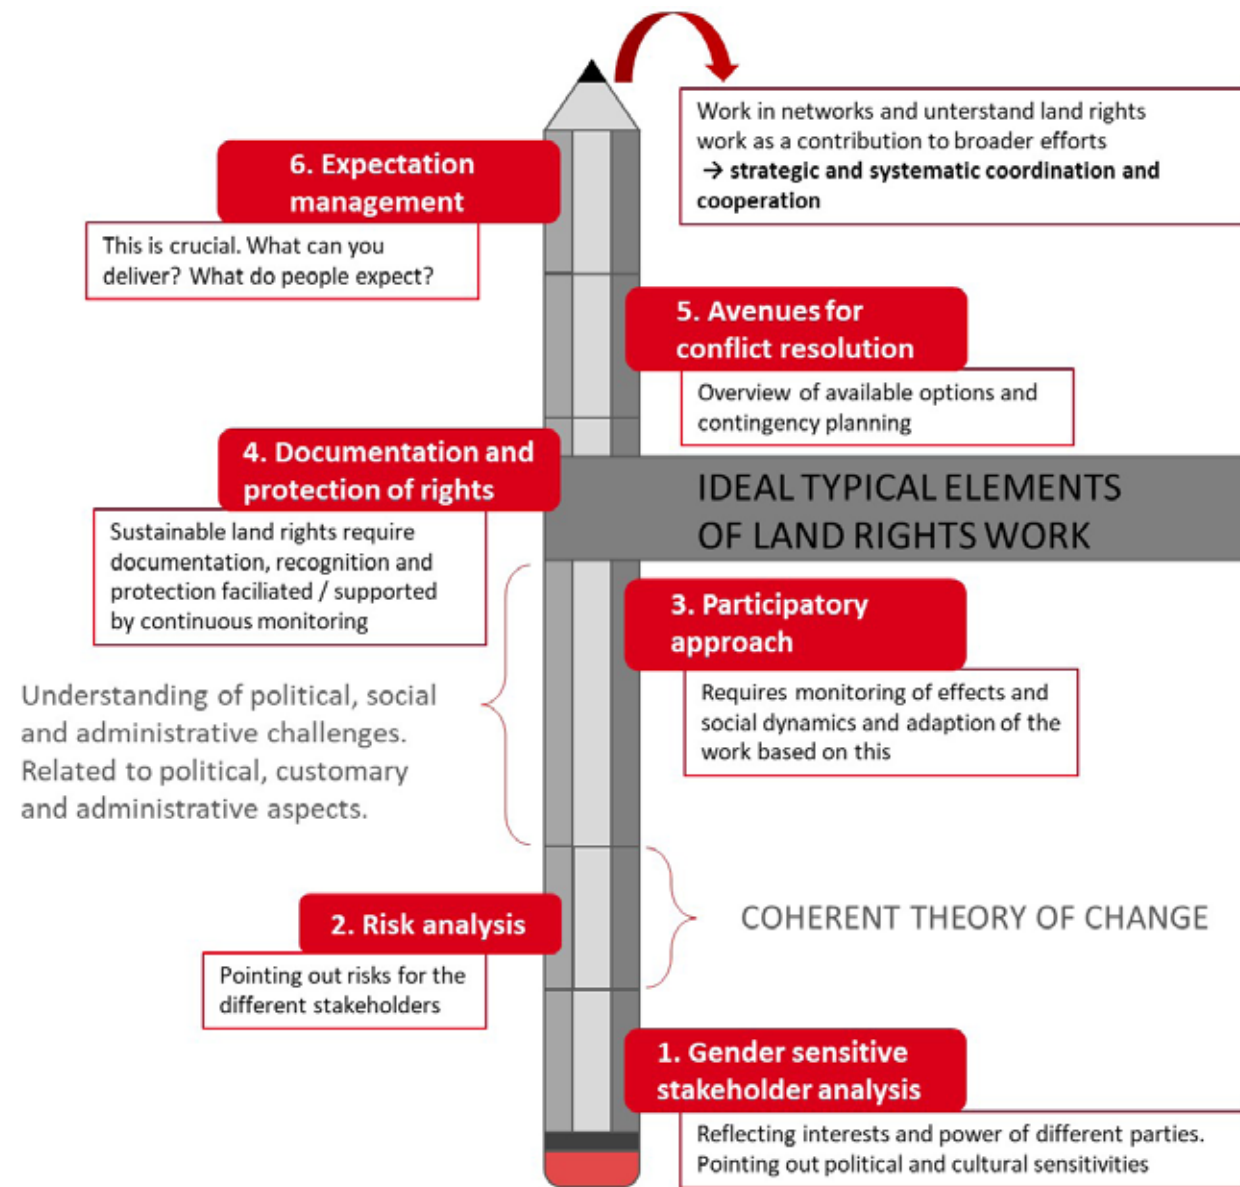 Work in networks and unterstand land rights
work as a contribution to broader efforts
→ strategic and systematic coordination and
cooperation
6. Expectation
management
This is crucial. What can you
deliver? What do people expect?
5. Avenues for
conflict resolution
Overview of available options and
contingency planning
4. Documentation and
protection of rights
Sustainable land rights require
documentation, recognition and
protection faciliated / supported
by continuous monitoring
IDEAL TYPICAL ELEMENTS
OF LAND RIGHTS WORK
3. Participatory
approach
Requires monitoring of effects and
social dynamics and adaption of the
work based on this
Understanding of political, social
and administrative challenges.
Related to political, customary
and administrative aspects.
2. Risk analysis
Pointing out risks for the
different stakeholders
COHERENT THEORY OF CHANGE
1. Gender sensitive
stakeholder analysis
Reflecting interests and power of different parties.
Pointing out political and cultural sensitivities